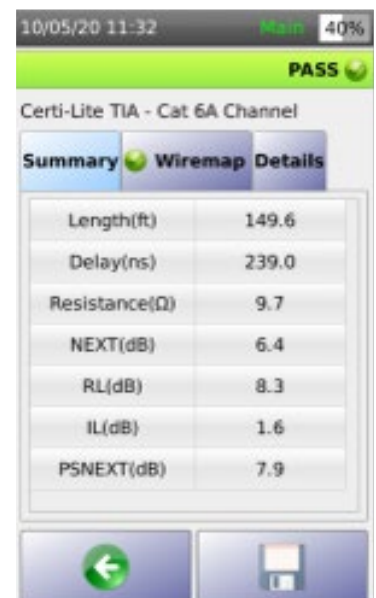 10/05/20 11:32 Main 40%
PASS
Certi-Lite TIA - Cat 6A Channel
Summary Wiremap Details
Length(ft) 149.6
Delay(ns) 239.0
Resistance(Ω) 9.7
NEXT(dB) 6.4
RL(dB) 8.3
IL(dB) 1.6
PSNEXT(dB) 7.9